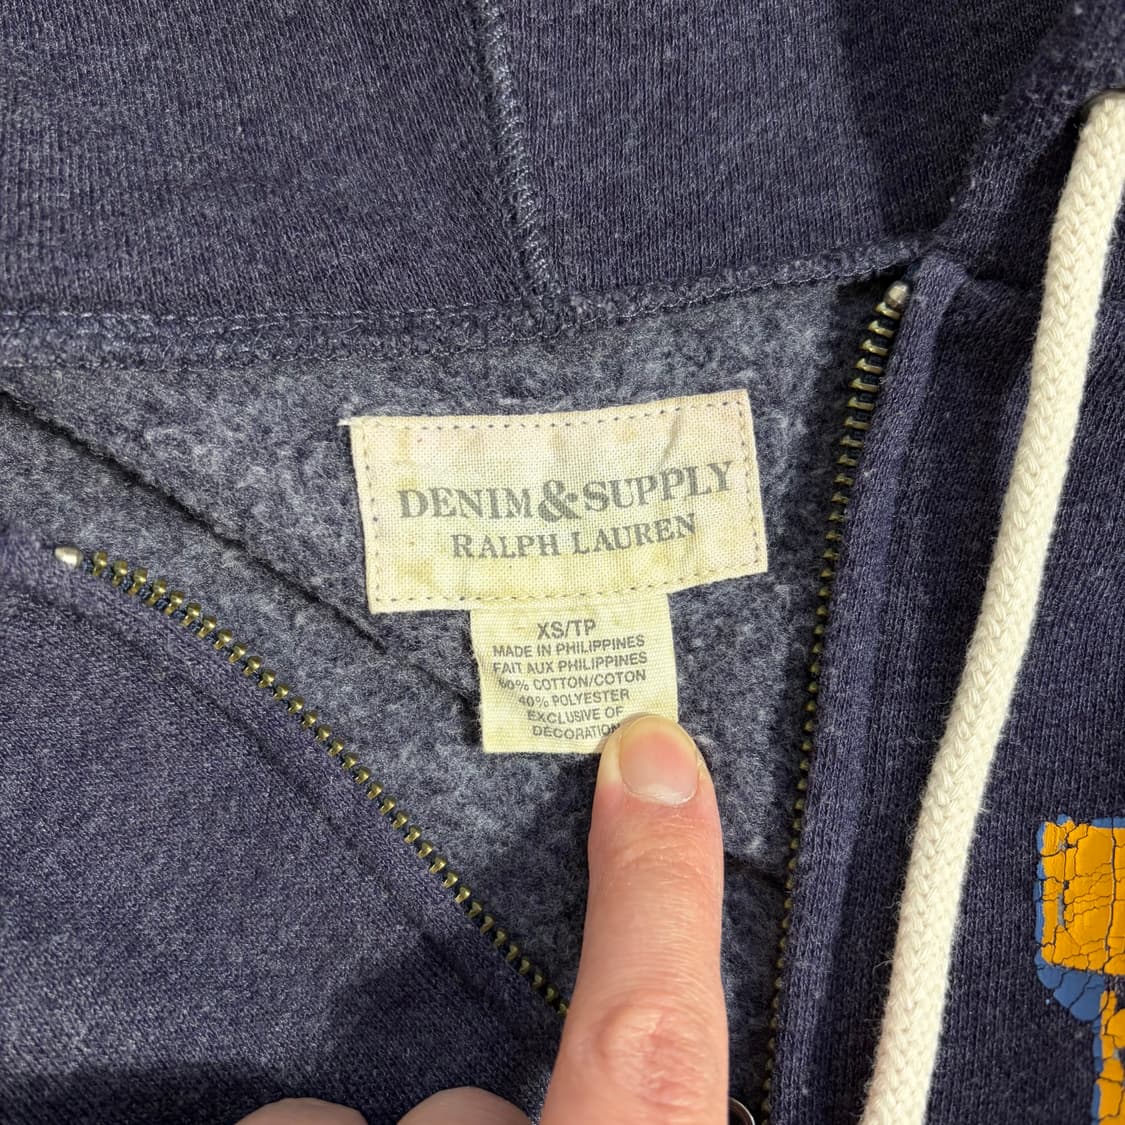 DENIM & SUPPLY
RALPH LAUREN
XS/TP
MADE IN PHILIPPINES
FAIT AUX PHILIPPINES
60% COTTON/COTON
40% POLYESTER
EXCLUSIVE OF
DECORATION